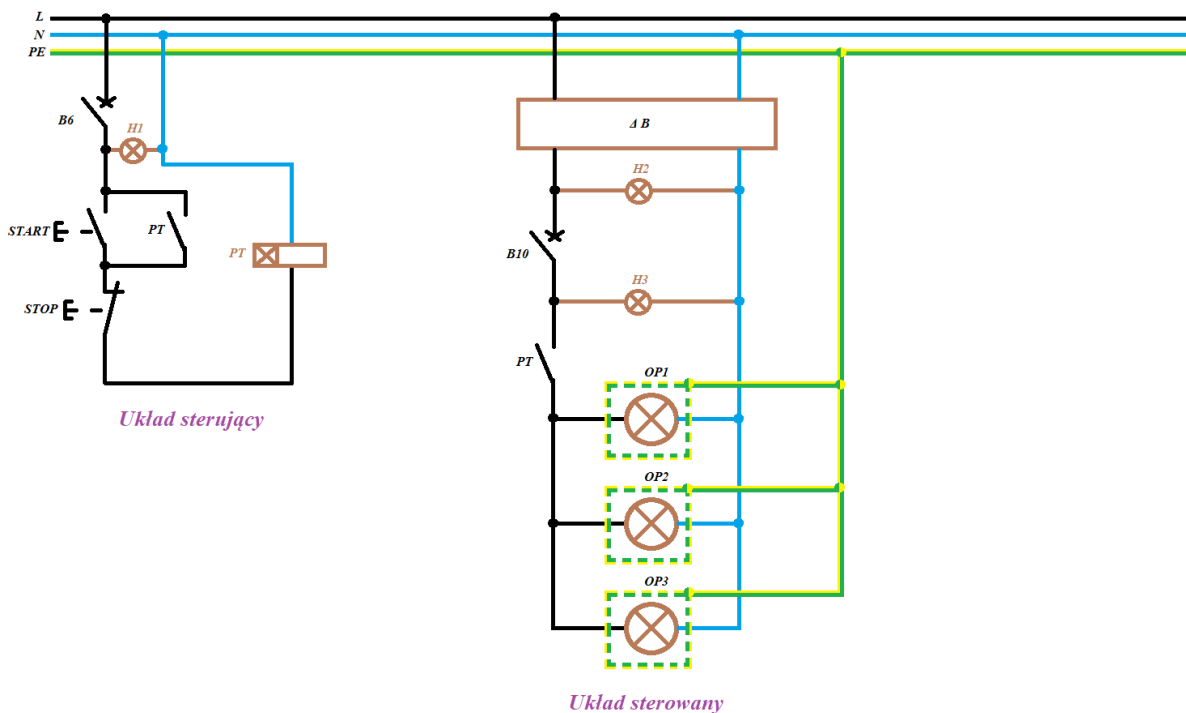 L
N
PE
B6
H1
START
PT
PT
STOP
Układ sterujący
Δ B
H2
B10
H3
PT
OP1
OP2
OP3
Układ sterowany